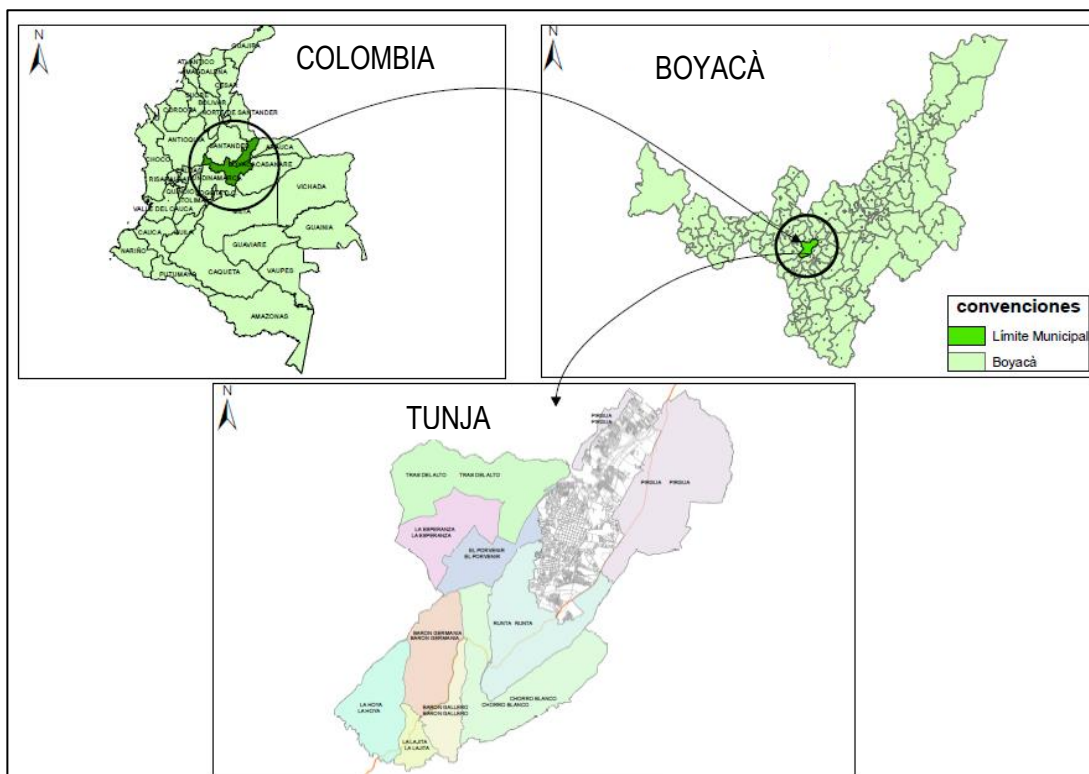 N
COLOMBIA
GUAJIRA
ATLANTICO
MAGDALENA
CESAR
SUCRE
BOLIVAR
CORDOBA
NORTE DE SANTANDER
ANTIOQUIA
SANTANDER
ARAUCA
CHOCO
CASANARE
VICHADA
VALLE DEL CAUCA
META
GUAINIA
CAUCA
GUAVIARE
NARIÑO
PUTUMAYO
CAQUETA
VAUPES
AMAZONAS
N
BOYACÀ
convenciones
Límite Municipal
Boyacà
N
TUNJA
PIRGUA
PIRGUA
TRAS DEL ALTO TRAS DEL ALTO
PIRGUA PIRGUA
LA ESPERANZA
LA ESPERANZA
EL PORVENIR
EL PORVENIR
RUNTA RUNTA
BARON GERMANIA
BARON GERMANIA
CHORRO BLANCO
CHORRO BLANCO
LA HOYA
LA HOYA
BARON GALLERO
BARON GALLERO
LA LAJITA
LA LAJITA